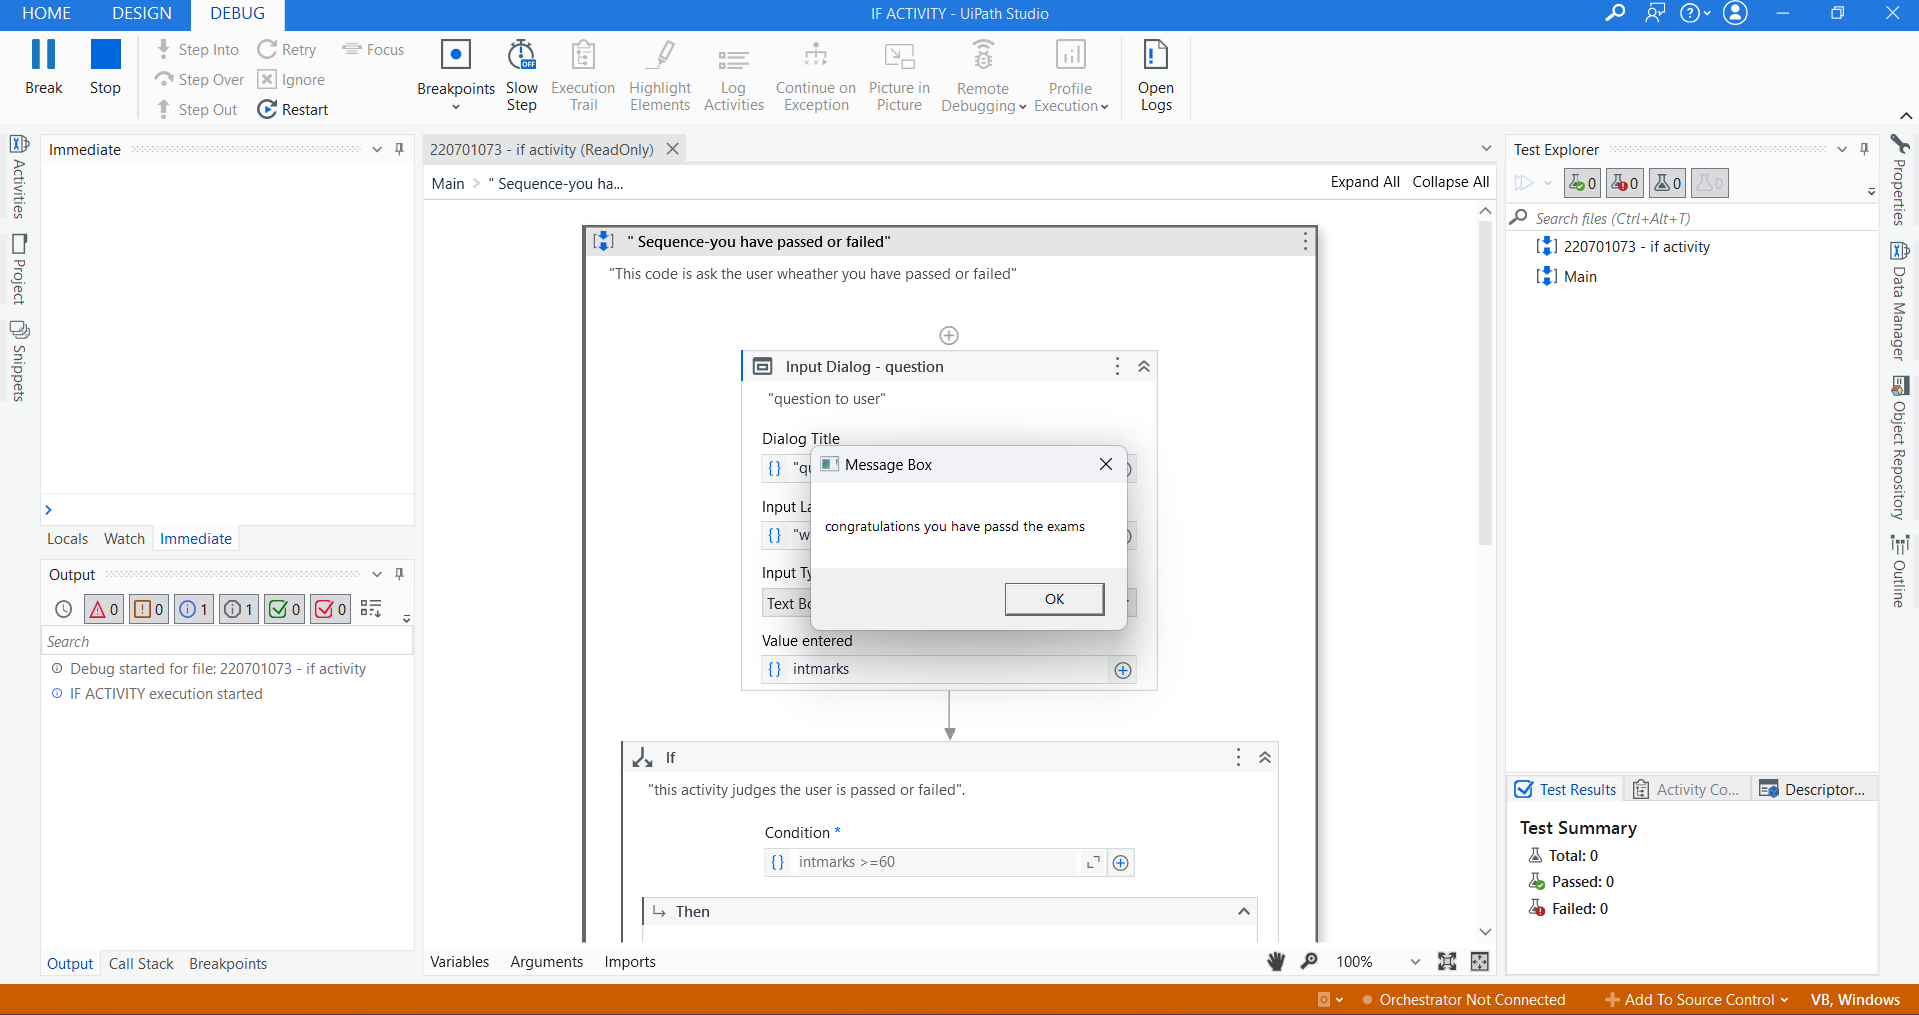 HOME DESIGN DEBUG
IF ACTIVITY - UiPath Studio
Break
Stop
Step Into
Step Over
Step Out
Retry
Ignore
Restart
Focus
Breakpoints
Slow
Step
OFF
Execution
Trail
Highlight
Elements
Log
Activities
Continue on
Exception
Picture in
Picture
Remote
Debugging
Profile
Execution
Open
Logs
Activities
Project
Snippets
Immediate
Locals Watch Immediate
Output
0 0 1 1 0 0
Search
Debug started for file: 220701073 - if activity
IF ACTIVITY execution started
Output Call Stack Breakpoints
220701073 - if activity (ReadOnly)
Main > " Sequence-you ha...
Expand All Collapse All
" Sequence-you have passed or failed"
"This code is ask the user wheather you have passed or failed"
Input Dialog - question
"question to user"
Dialog Title
{}
Input
{} "w
Input
Text
Value entered
{} intmarks
Message Box
congratulations you have passd the exams
OK
If
"this activity judges the user is passed or failed".
Condition *
{} intmarks >=60
Then
Variables Arguments Imports
100%
Test Explorer
0 0 0 0
Search files (Ctrl+Alt+T)
220701073 - if activity
Main
Test Results Activity Co... Descriptor...
Test Summary
Total: 0
Passed: 0
Failed: 0
Properties
Data Manager
Object Repository
Outline
Orchestrator Not Connected
Add To Source Control
VB, Windows